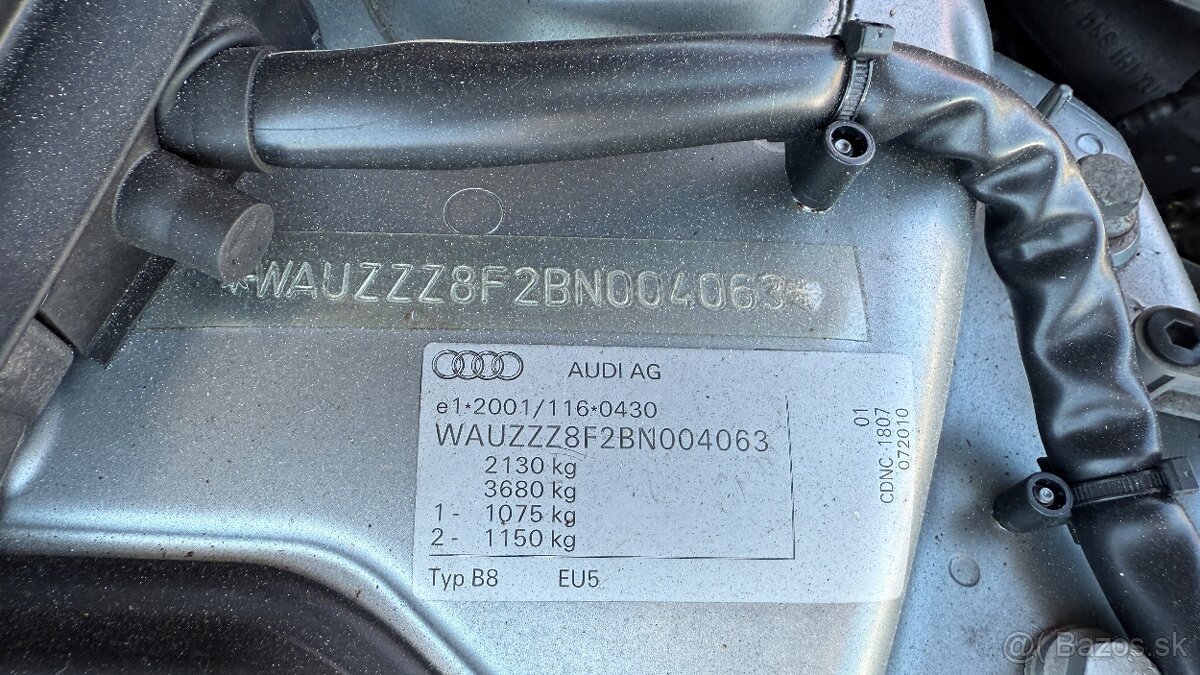 *WAUZZZ8F2BN004063*
AUDI AG
e1*2001/116*0430
WAUZZZ8F2BN004063
2130 kg
3680 kg
1- 1075 kg
2- 1150 kg
Typ B8 EU5
01
CDNC 1807
072010
Bazos.sk